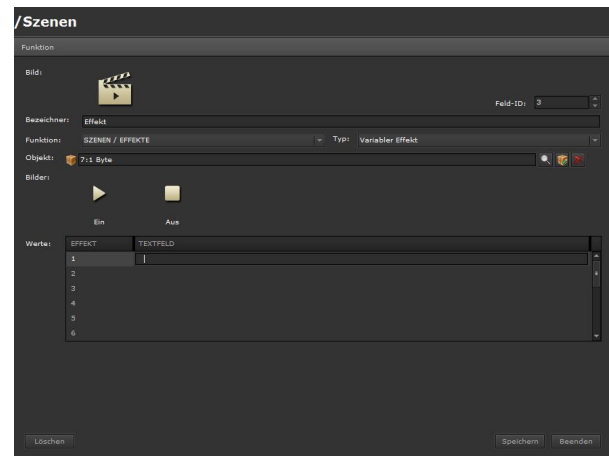 /Szenen
Funktion
Bild:
Feld-ID: 3
Bezeichner: Effekt
Funktion: SZENEN / EFFEKTE Typ: Variabler Effekt
Objekt: 7:1 Byte
Bilder:
Ein Aus
Werte: EFFEKT TEXTFELD
1
2
3
4
5
6
Löschen Speichern Beenden